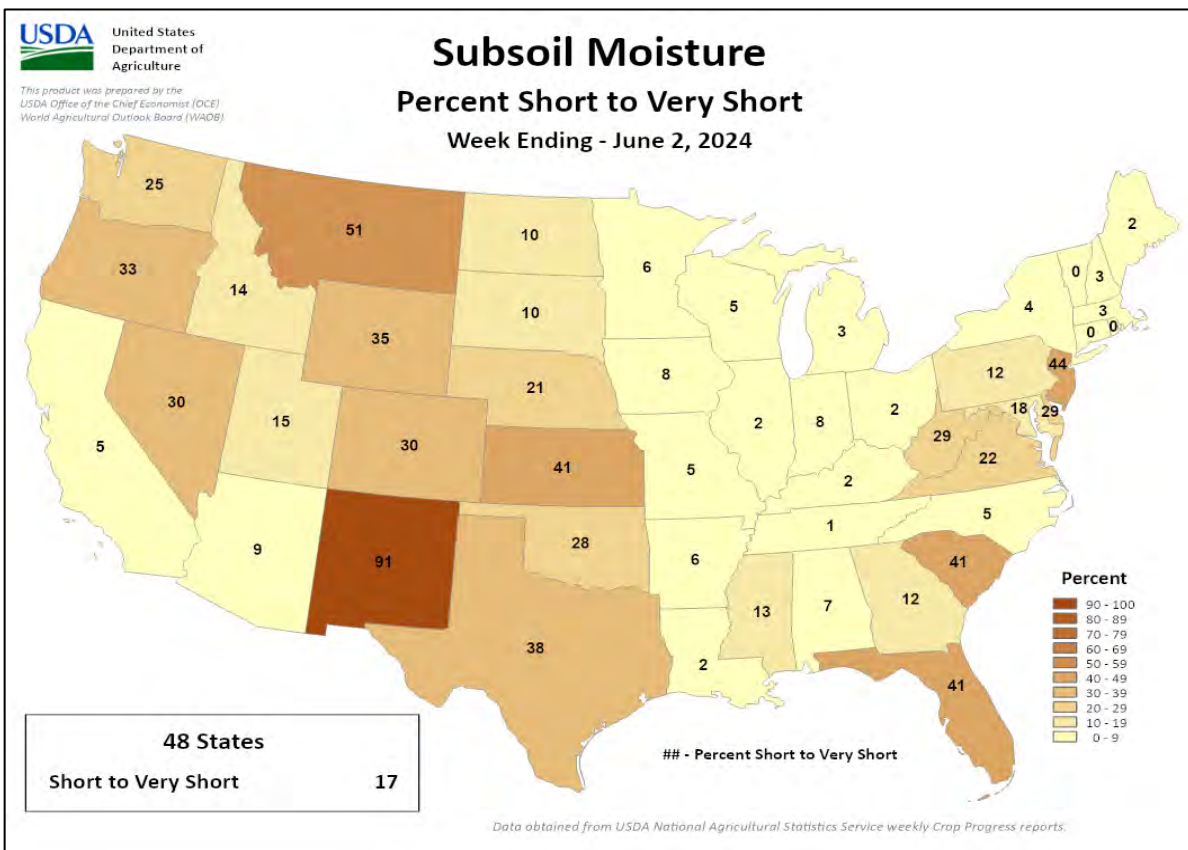 USDA
United States
Department of
Agriculture
This product was prepared by the
USDA Office of the Chief Economist (OCE)
World Agricultural Outlook Board (WAOB)
Subsoil Moisture
Percent Short to Very Short
Week Ending - June 2, 2024
25
51
10
6
2
33
14
10
5
3
4
0
3
3
0
0
35
8
12
44
30
15
21
2
8
2
18
29
29
5
30
41
5
2
22
9
91
28
6
1
5
41
13
7
12
38
2
41
Percent
90 - 100
80 - 89
70 - 79
60 - 69
50 - 59
40 - 49
30 - 39
20 - 29
10 - 19
0 - 9
48 States
Short to Very Short 17
## - Percent Short to Very Short
Data obtained from USDA National Agricultural Statistics Service weekly Crop Progress reports.